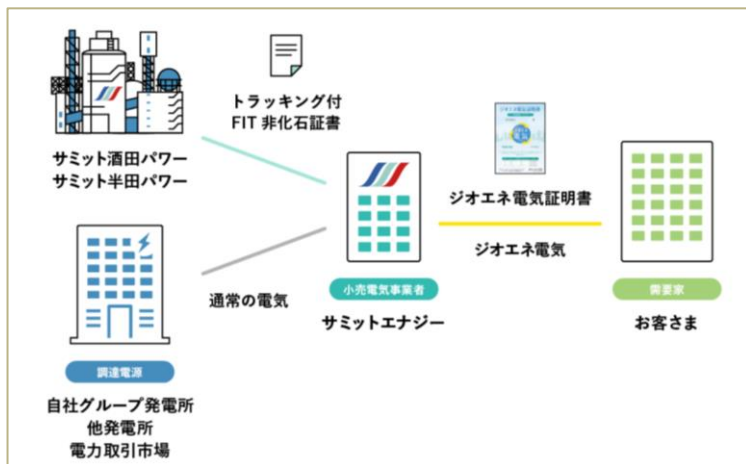 トラッキング付
FIT 非化石証書
サミット酒田パワー
サミット半田パワー
ジオエネ電気証明書
ジオエネ電気
通常の電気
小売電気事業者
サミットエナジー
需要家
お客さま
調達電源
自社グループ発電所
他発電所
電力取引市場